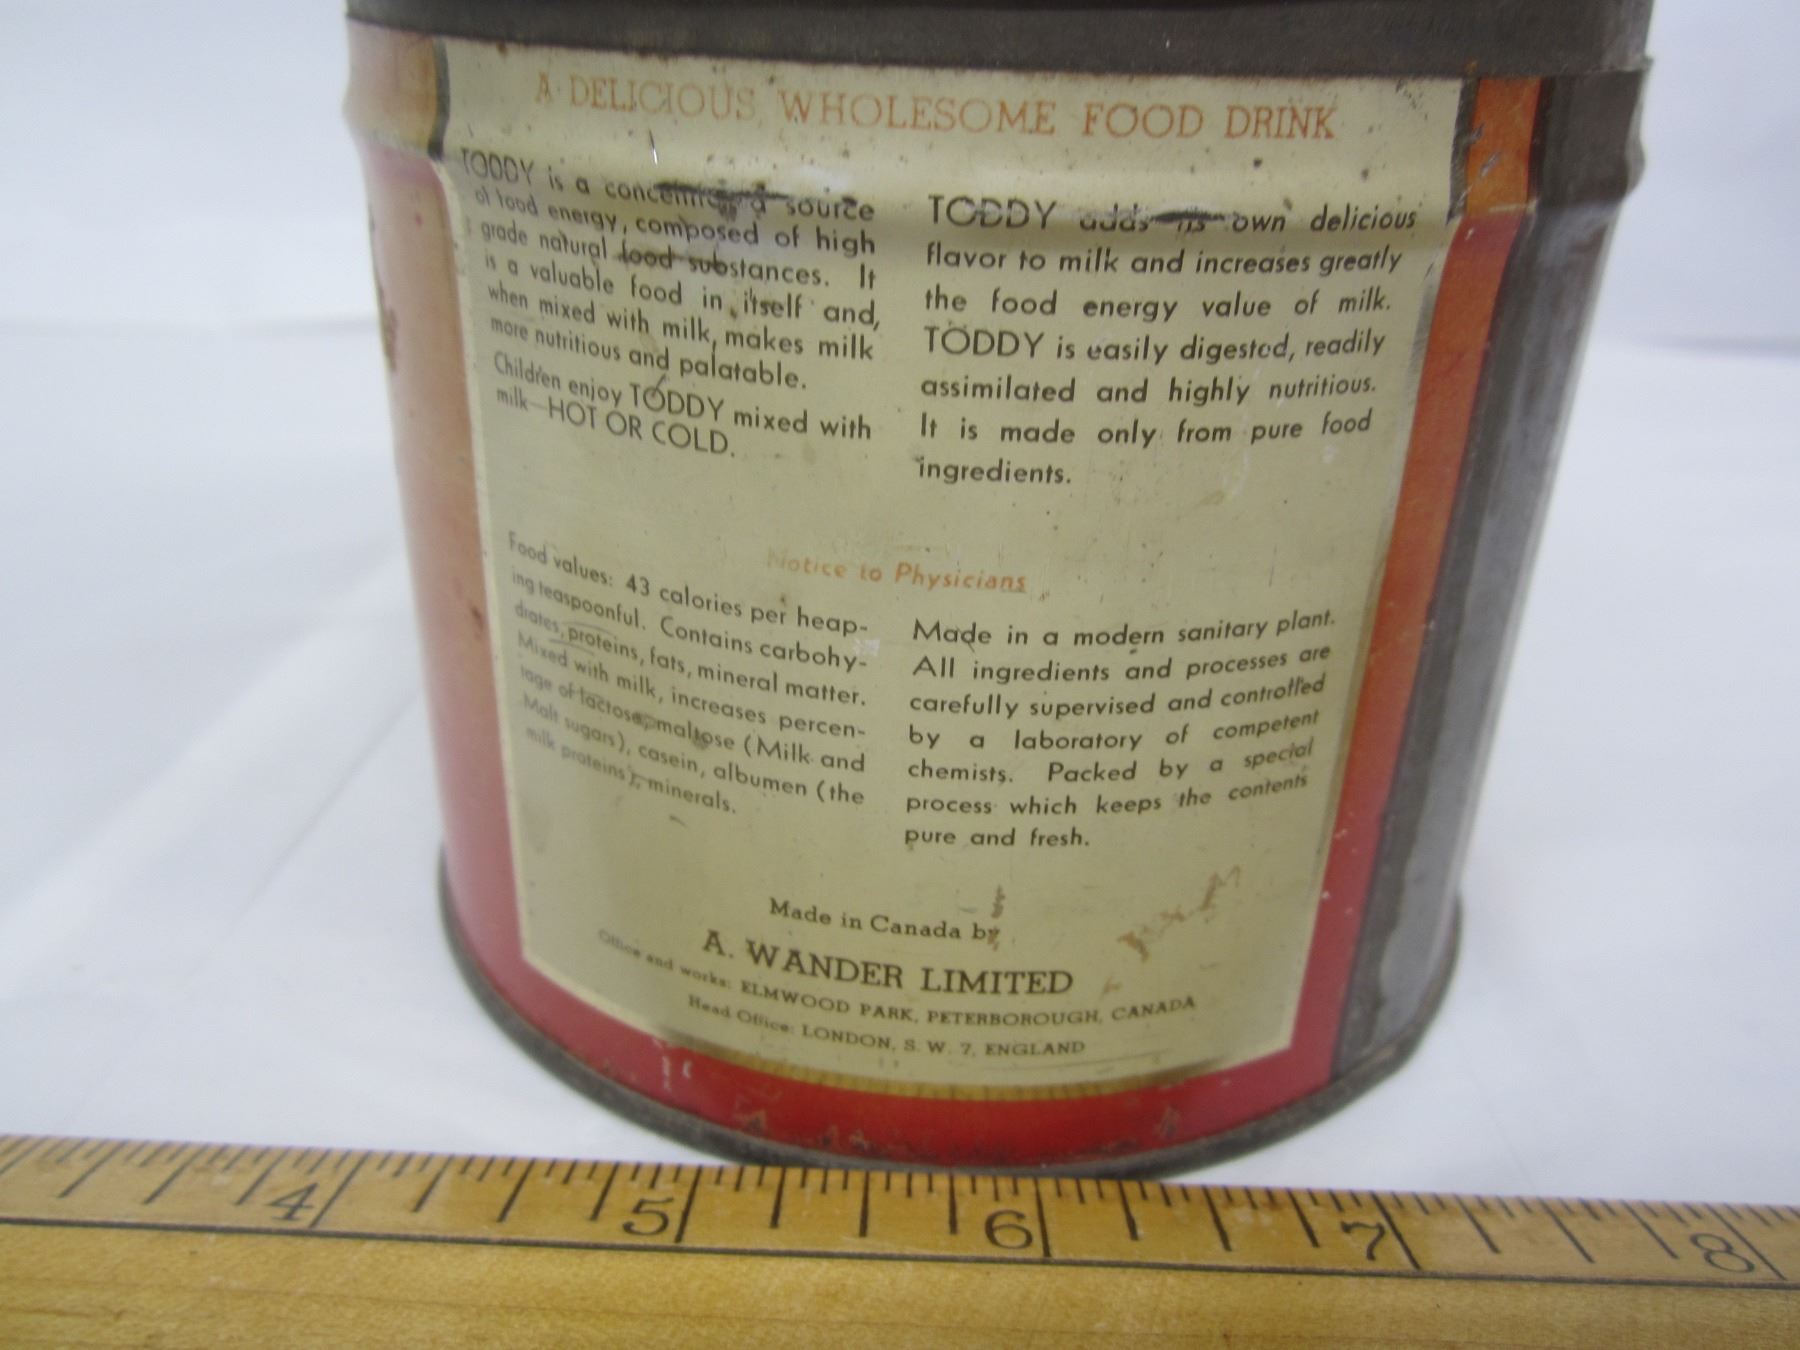 A DELICIOUS, WHOLESOME FOOD DRINK
TODDY is a concentrated source
of food energy, composed of high
grade natural food substances. It
is a valuable food in itself and,
when mixed with milk, makes milk
more nutritious and palatable.
Children enjoy TODDY mixed with
milk—HOT OR COLD.
TODDY adds its own delicious
flavor to milk and increases greatly
the food energy value of milk.
TODDY is easily digested, readily
assimilated and highly nutritious.
It is made only from pure food
ingredients.
Notice to Physicians
Food values: 43 calories per heap-
ing teaspoonful. Contains carbohy-
drates, proteins, fats, mineral matter.
Mixed with milk, increases percen-
tage of lactose, maltose (Milk and
Malt sugars), casein, albumen (the
milk proteins), minerals.
Made in a modern sanitary plant.
All ingredients and processes are
carefully supervised and controlled
by a laboratory of competent
chemists. Packed by a special
process which keeps the contents
pure and fresh.
Made in Canada by
A. WANDER LIMITED
Office and works: ELMWOOD PARK, PETERBOROUGH, CANADA
Head Office: LONDON, S. W. 7, ENGLAND
4 5 6 7 8